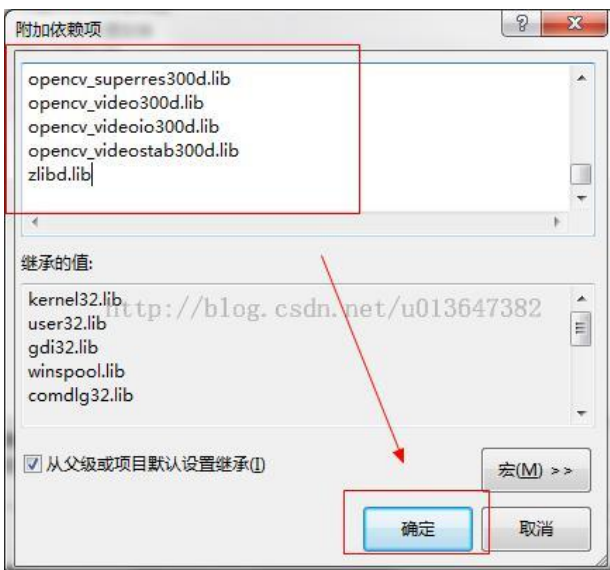 附加依赖项
opencv_superres300d.lib
opencv_video300d.lib
opencv_videoio300d.lib
opencv_videostab300d.lib
zlibd.lib
继承的值:
kernel32.lib
http://blog.csdn.net/u013647382
user32.lib
gdi32.lib
winspool.lib
comdlg32.lib
从父级或项目默认设置继承(I)
宏(M) >>
确定
取消